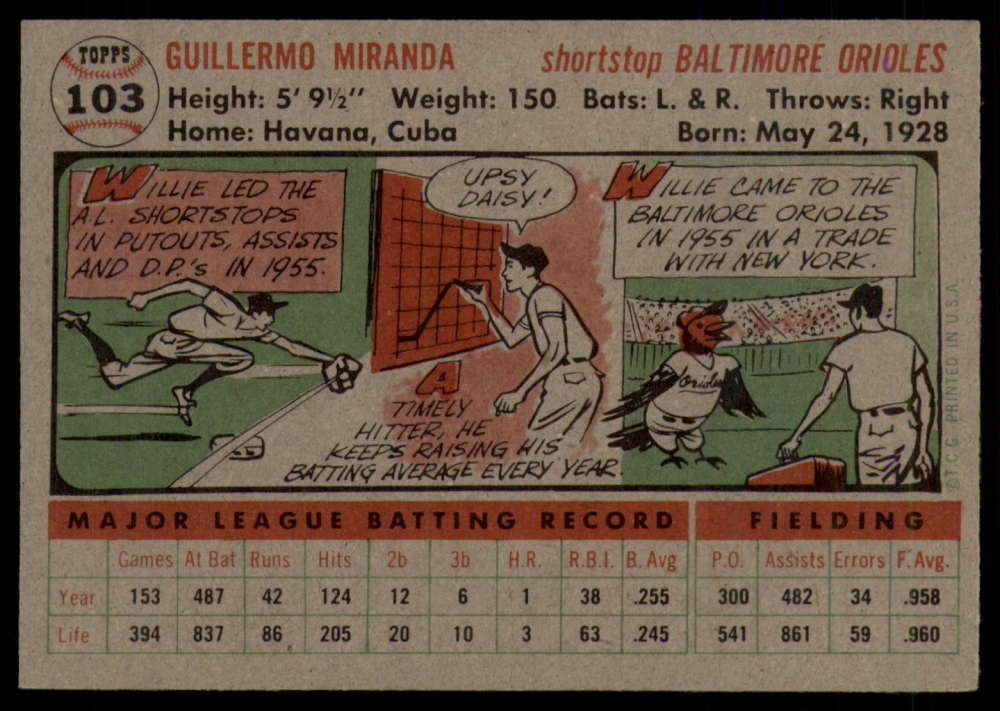 TOPPS
103
GUILLERMO MIRANDA
shortstop BALTIMORE ORIOLES
Height: 5' 9½" Weight: 150 Bats: L. & R. Throws: Right
Home: Havana, Cuba Born: May 24, 1928
WILLIE LED THE
A.L. SHORTSTOPS
IN PUTOUTS, ASSISTS
AND D.P.'s IN 1955.
UPSY
DAISY!
A
TIMELY
HITTER, HE
KEEPS RAISING HIS
BATTING AVERAGE EVERY YEAR.
WILLIE CAME TO THE
BALTIMORE ORIOLES
IN 1955 IN A TRADE
WITH NEW YORK.
Orioles
©T.C.G. PRINTED IN U.S.A.
MAJOR LEAGUE BATTING RECORD FIELDING
Games At Bat Runs Hits 2b 3b H.R. R.B.I. B. Avg P.O. Assists Errors F. Avg.
Year 153 487 42 124 12 6 1 38 .255 300 482 34 .958
Life 394 837 86 205 20 10 3 63 .245 541 861 59 .960